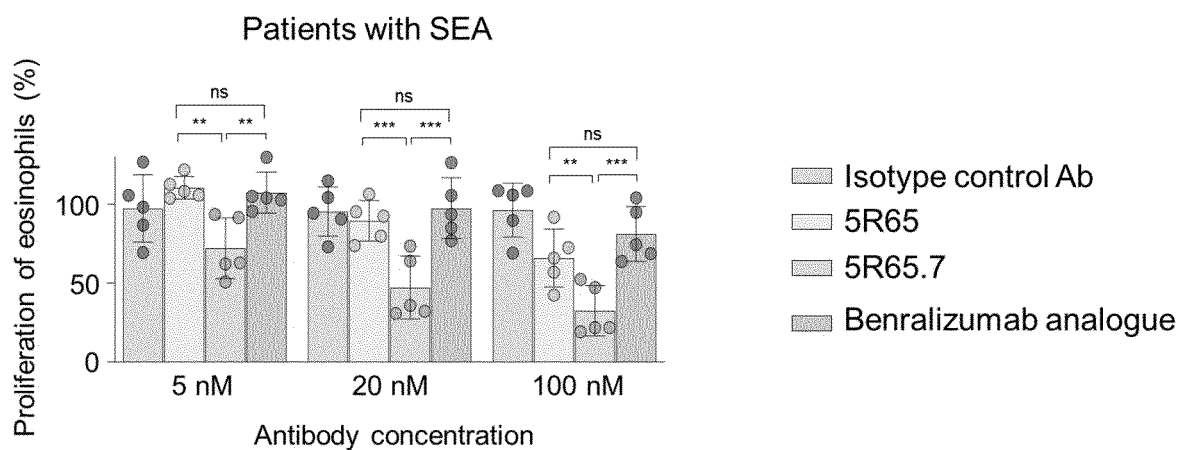 Patients with SEA
Proliferation of eosinophils (%)
ns
** **
ns
*** ***
ns
** ***
100
50
0
5 nM
20 nM
100 nM
Antibody concentration
Isotype control Ab
5R65
5R65.7
Benralizumab analogue